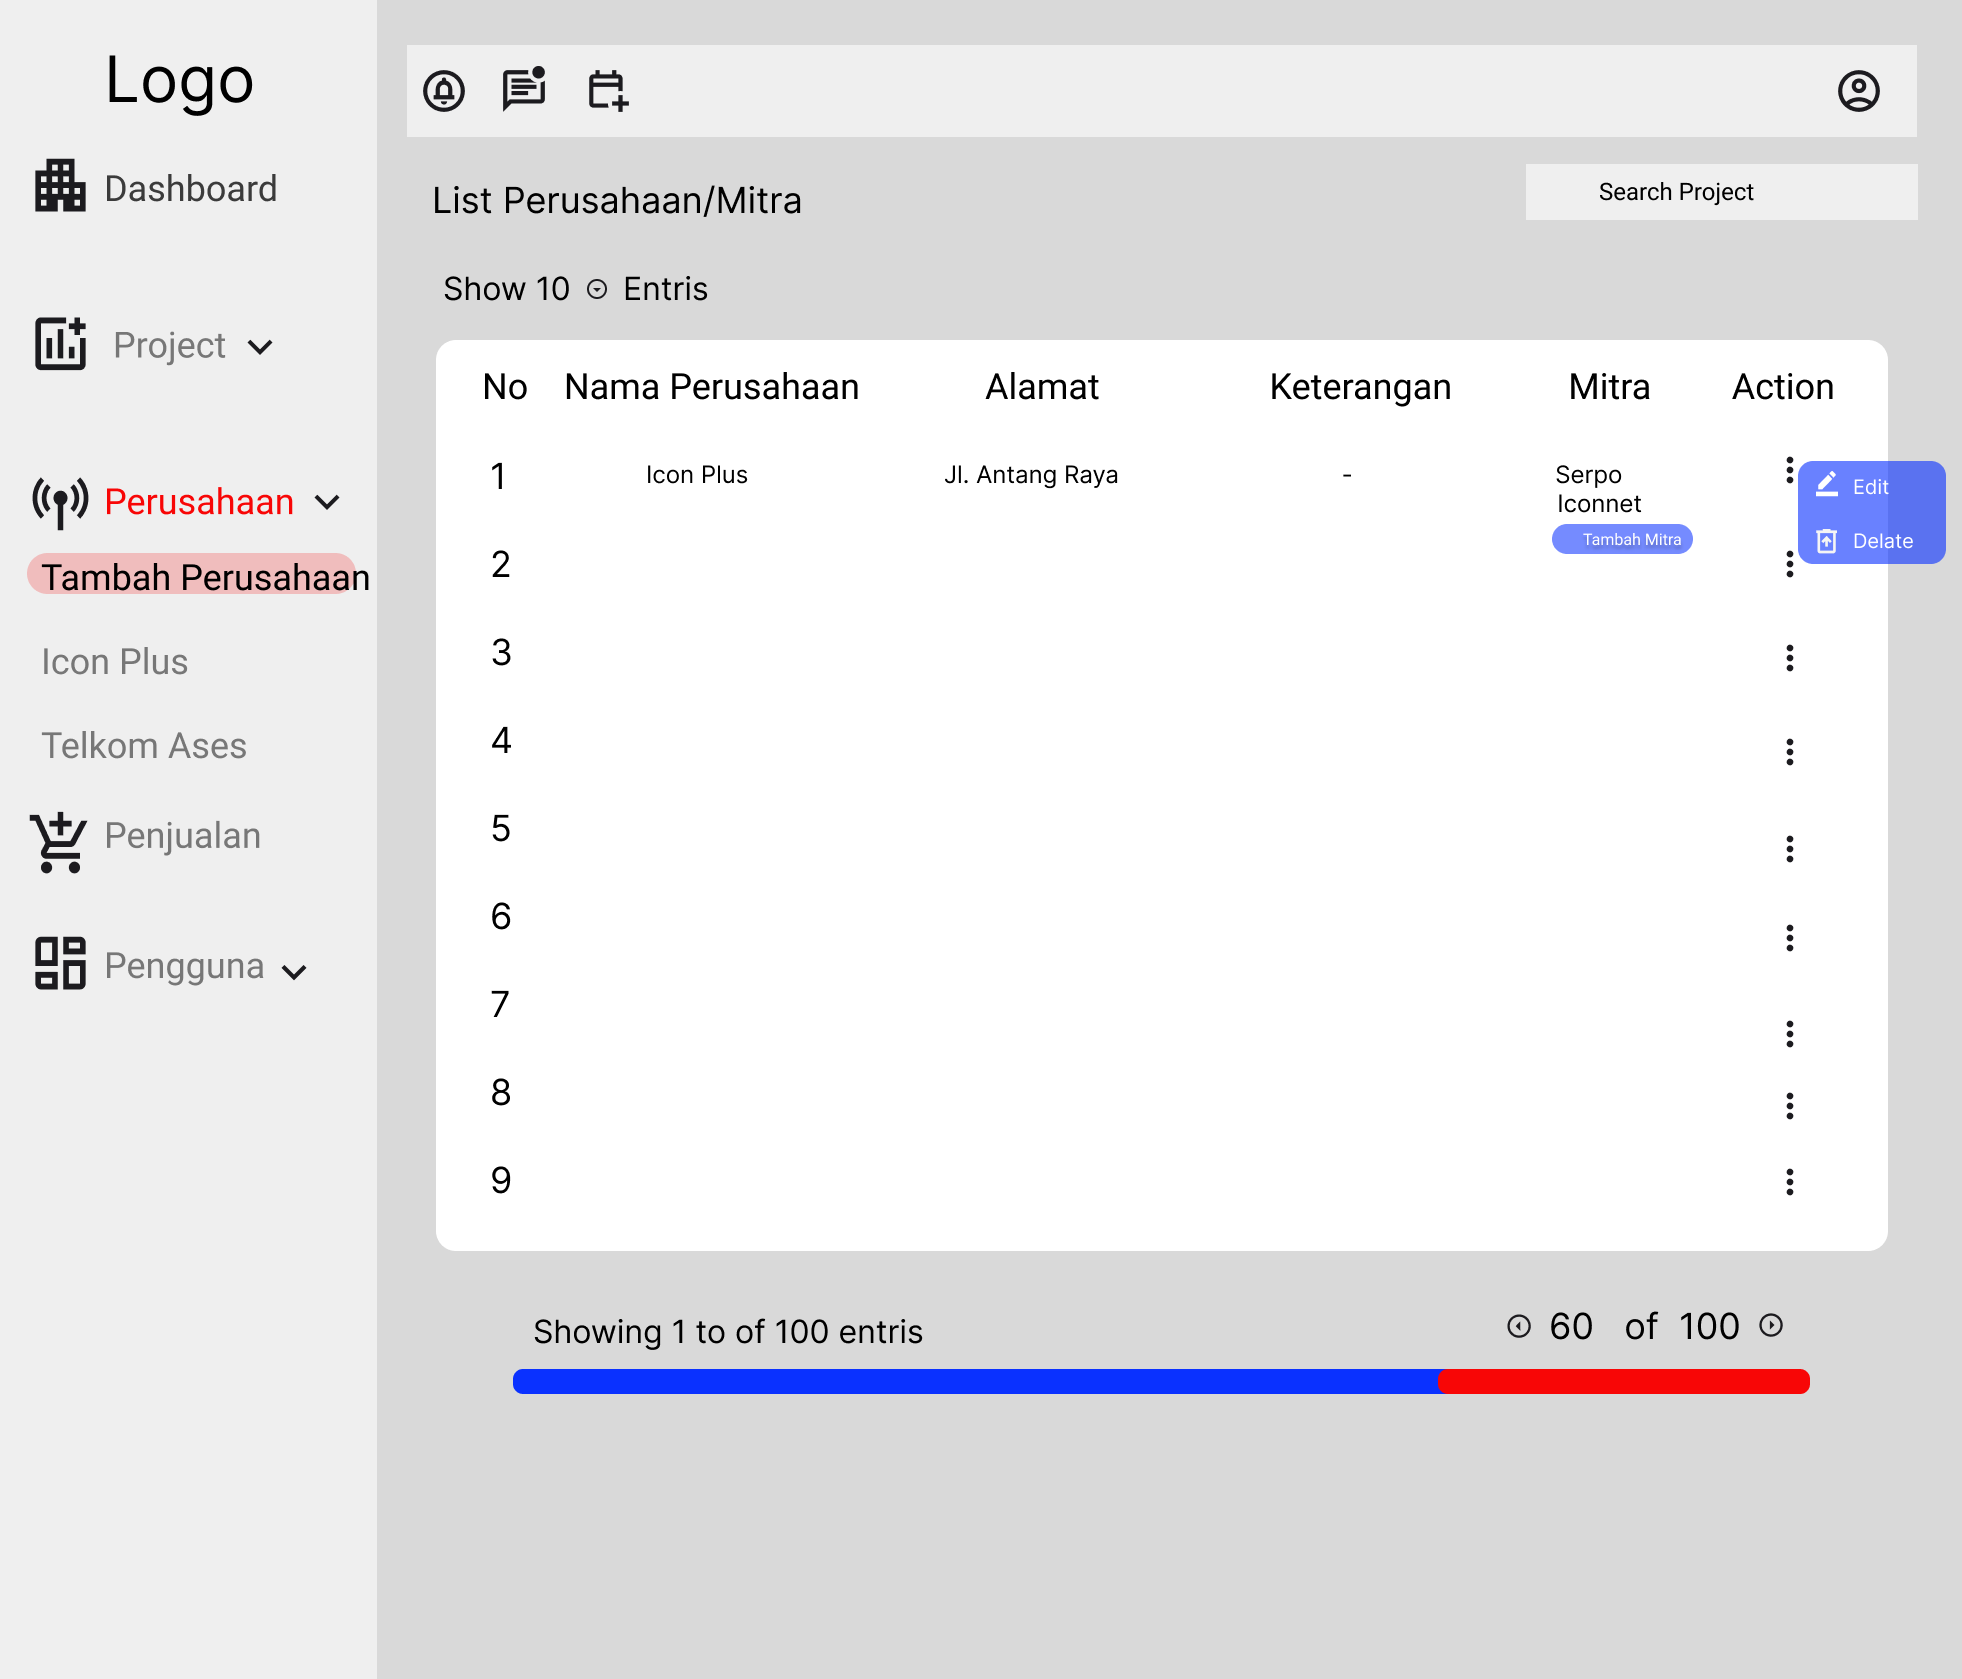 Logo
Dashboard
Project
Perusahaan
Tambah Perusahaan
Icon Plus
Telkom Ases
Penjualan
Pengguna
List Perusahaan/Mitra
Search Project
Show 10 Entris
No Nama Perusahaan Alamat Keterangan Mitra Action
1 Icon Plus Jl. Antang Raya - Serpo
Iconnet
Tambah Mitra
Edit
Delate
2
3
4
5
6
7
8
9
Showing 1 to of 100 entris
60 of 100